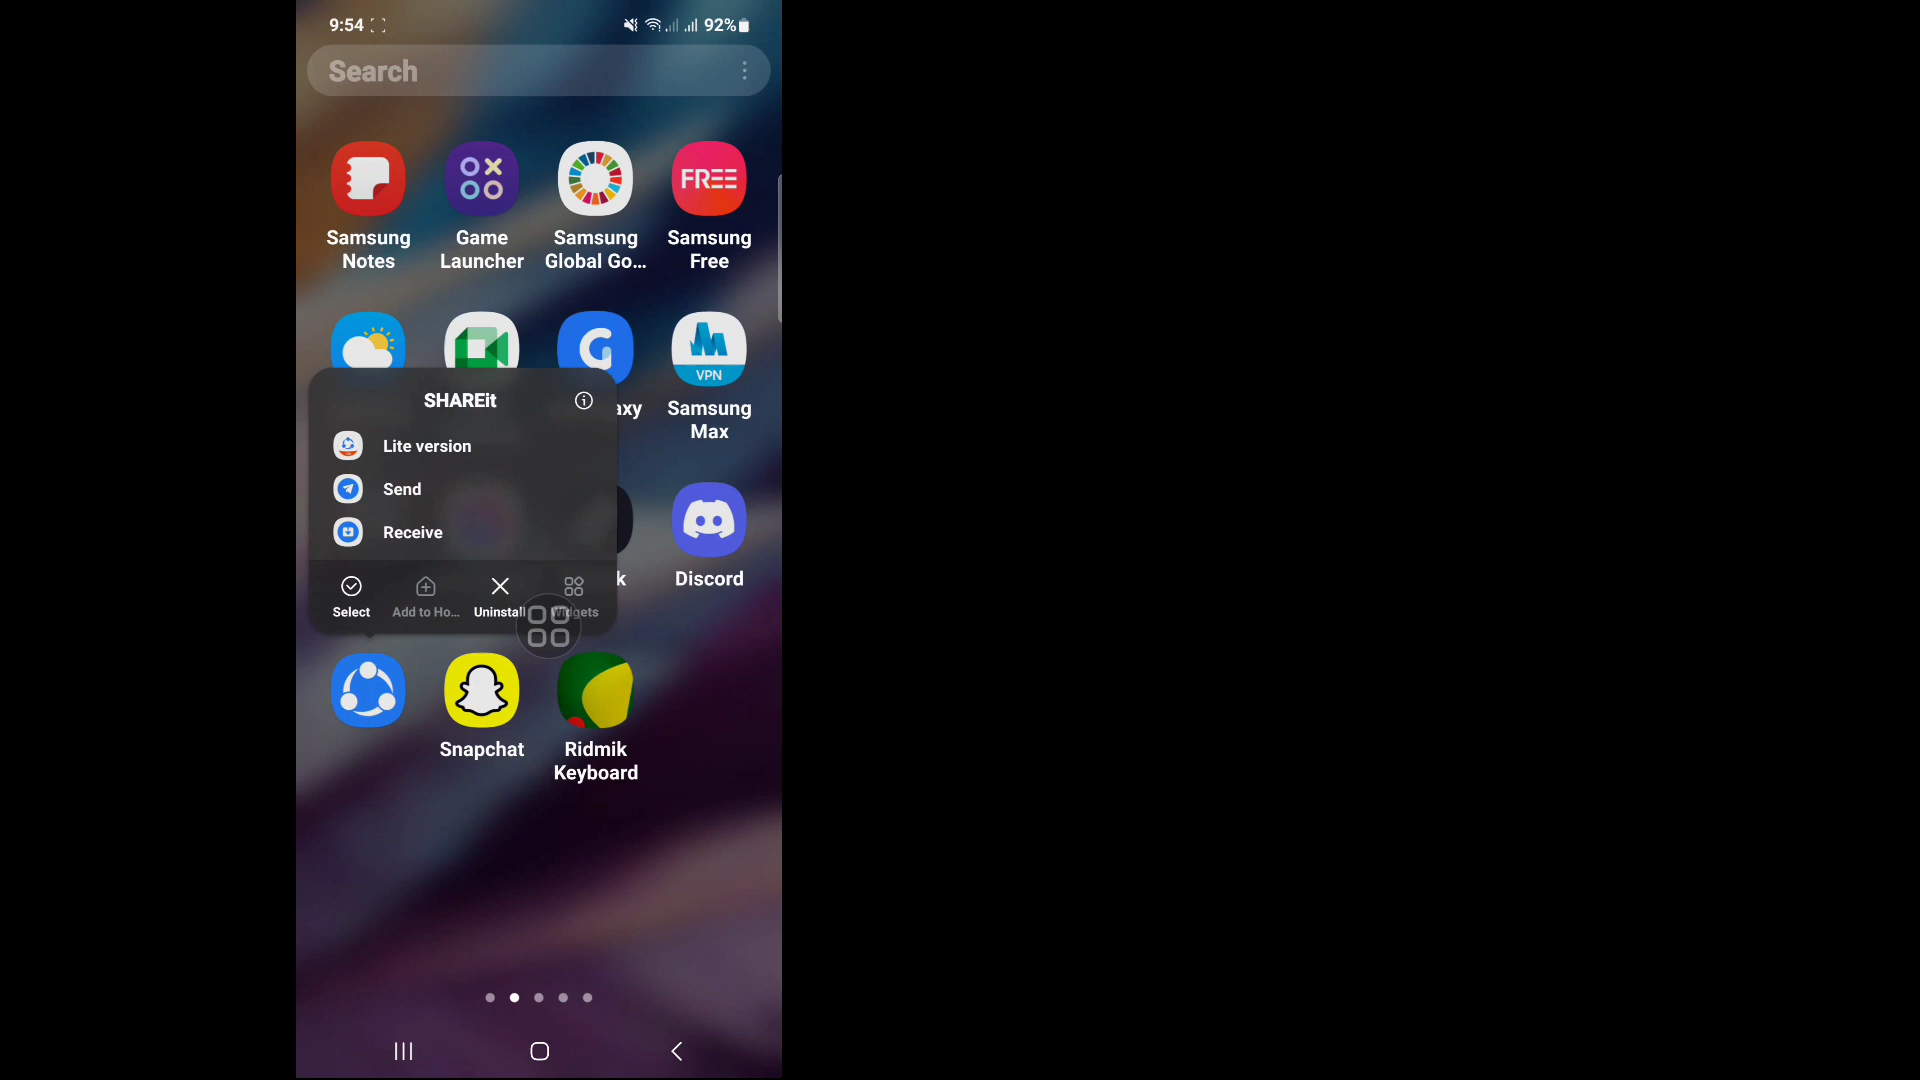 9:54
92%
Search
FREE
Samsung
Notes
Game
Launcher
Samsung
Global Go...
Samsung
Free
VPN
SHAREit
axy
Samsung
Max
Lite version
Send
Receive
k
Discord
Select
Add to Ho...
Uninstall
Widgets
Snapchat
Ridmik
Keyboard